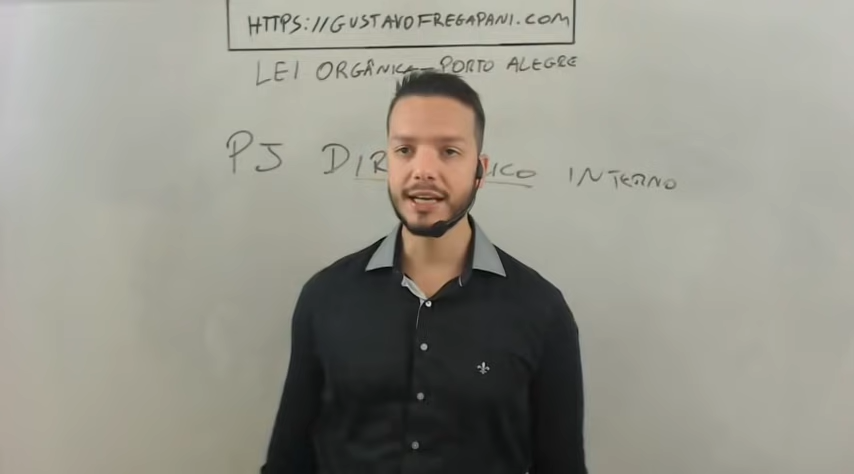 HTTPS://GUSTAVOFREGAPANI.COM
LEI ORGÂNICA - PORTO ALEGRE
PJ DIR ICO INTERNO